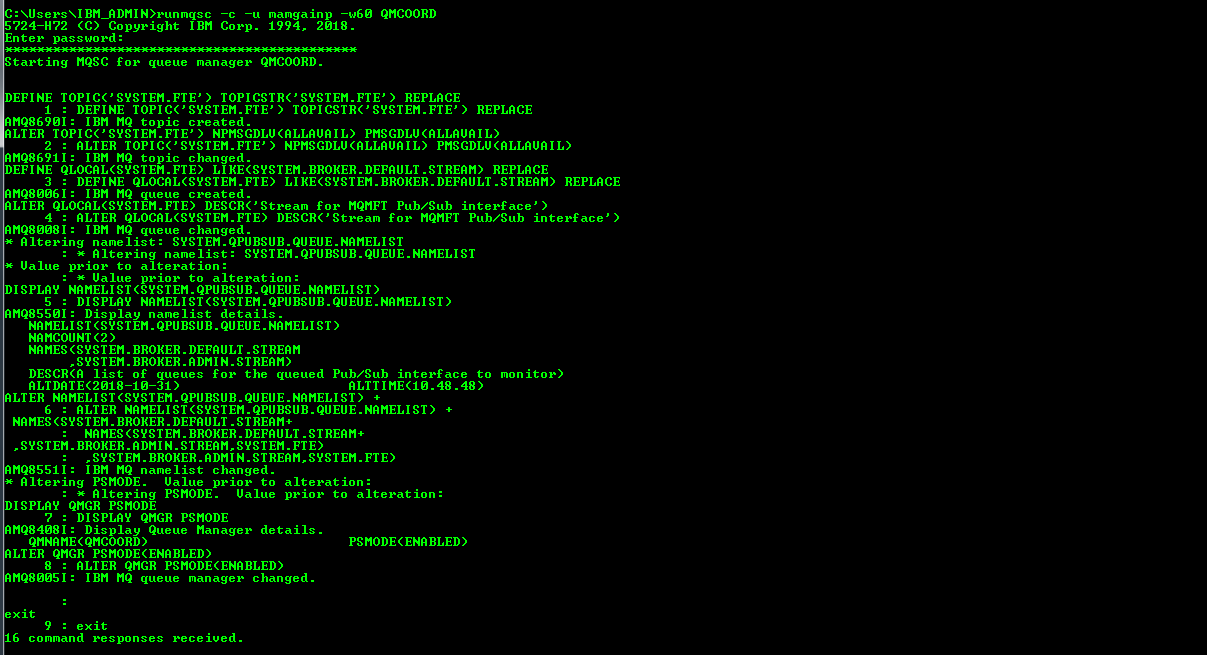 C:\Users\IBM_ADMIN>runmqsc -c -u mamgainp -w60 QMCOORD
5724-H72 (C) Copyright IBM Corp. 1994, 2018.
Enter password:
********************************************
Starting MQSC for queue manager QMCOORD.
DEFINE TOPIC('SYSTEM.FTE') TOPICSTR('SYSTEM.FTE') REPLACE
1 : DEFINE TOPIC('SYSTEM.FTE') TOPICSTR('SYSTEM.FTE') REPLACE
AMQ8690I: IBM MQ topic created.
ALTER TOPIC('SYSTEM.FTE') NPMSGDLV(ALLAVAIL) PMSGDLV(ALLAVAIL)
2 : ALTER TOPIC('SYSTEM.FTE') NPMSGDLV(ALLAVAIL) PMSGDLV(ALLAVAIL)
AMQ8691I: IBM MQ topic changed.
DEFINE QLOCAL(SYSTEM.FTE) LIKE(SYSTEM.BROKER.DEFAULT.STREAM) REPLACE
3 : DEFINE QLOCAL(SYSTEM.FTE) LIKE(SYSTEM.BROKER.DEFAULT.STREAM) REPLACE
AMQ8006I: IBM MQ queue created.
ALTER QLOCAL(SYSTEM.FTE) DESCR('Stream for MQMFT Pub/Sub interface')
4 : ALTER QLOCAL(SYSTEM.FTE) DESCR('Stream for MQMFT Pub/Sub interface')
AMQ8008I: IBM MQ queue changed.
* Altering namelist: SYSTEM.QPUBSUB.QUEUE.NAMELIST
: * Altering namelist: SYSTEM.QPUBSUB.QUEUE.NAMELIST
* Value prior to alteration:
: * Value prior to alteration:
DISPLAY NAMELIST(SYSTEM.QPUBSUB.QUEUE.NAMELIST)
5 : DISPLAY NAMELIST(SYSTEM.QPUBSUB.QUEUE.NAMELIST)
AMQ8550I: Display namelist details.
NAMELIST(SYSTEM.QPUBSUB.QUEUE.NAMELIST)
NAMCOUNT(2)
NAMES(SYSTEM.BROKER.DEFAULT.STREAM
,SYSTEM.BROKER.ADMIN.STREAM)
DESCR(A list of queues for the queued Pub/Sub interface to monitor)
ALTDATE(2018-10-31) ALTTIME(10.48.48)
ALTER NAMELIST(SYSTEM.QPUBSUB.QUEUE.NAMELIST) +
6 : ALTER NAMELIST(SYSTEM.QPUBSUB.QUEUE.NAMELIST) +
NAMES(SYSTEM.BROKER.DEFAULT.STREAM+
: NAMES(SYSTEM.BROKER.DEFAULT.STREAM+
,SYSTEM.BROKER.ADMIN.STREAM,SYSTEM.FTE)
: ,SYSTEM.BROKER.ADMIN.STREAM,SYSTEM.FTE)
AMQ8551I: IBM MQ namelist changed.
* Altering PSMODE.  Value prior to alteration:
: * Altering PSMODE.  Value prior to alteration:
DISPLAY QMGR PSMODE
7 : DISPLAY QMGR PSMODE
AMQ8408I: Display Queue Manager details.
QMNAME(QMCOORD) PSMODE(ENABLED)
ALTER QMGR PSMODE(ENABLED)
8 : ALTER QMGR PSMODE(ENABLED)
AMQ8005I: IBM MQ queue manager changed.
:
exit
9 : exit
16 command responses received.